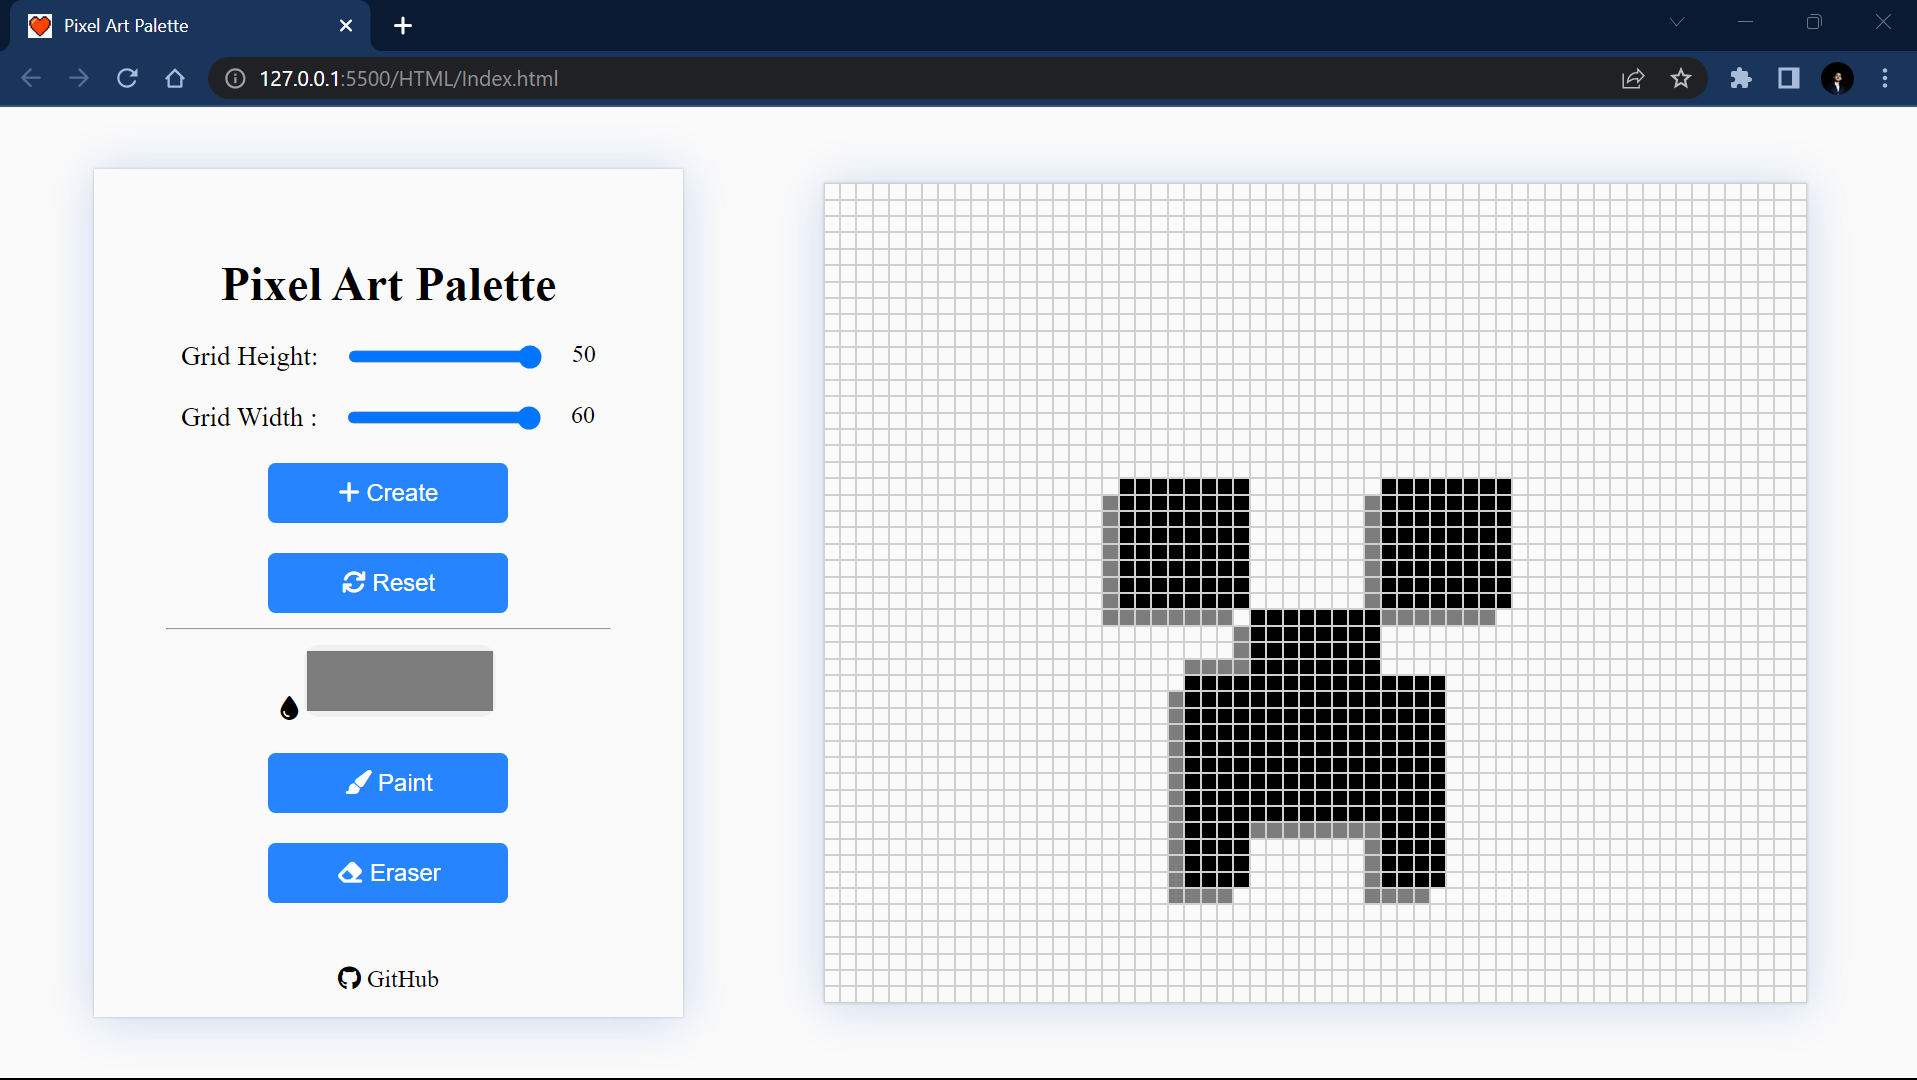 Pixel Art Palette
127.0.0.1:5500/HTML/Index.html
Pixel Art Palette
Grid Height: 50
Grid Width : 60
Create
Reset
Paint
Eraser
GitHub